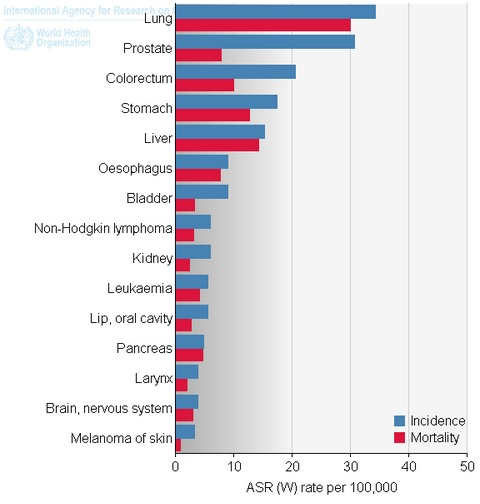 International Agency for Research on
World Health
Organization
Lung
Prostate
Colorectum
Stomach
Liver
Oesophagus
Bladder
Non-Hodgkin lymphoma
Kidney
Leukaemia
Lip, oral cavity
Pancreas
Larynx
Brain, nervous system
Melanoma of skin
Incidence
Mortality
0 10 20 30 40 50
ASR (W) rate per 100,000